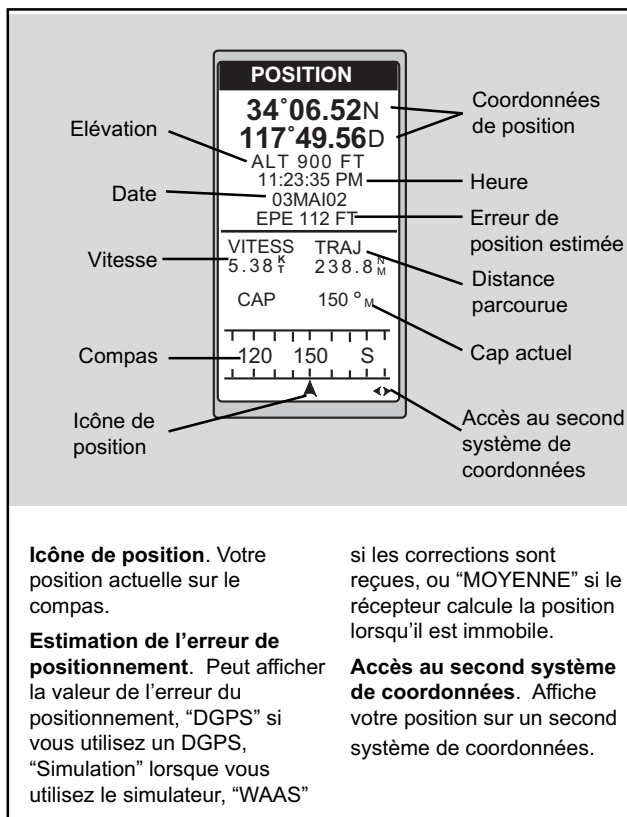 POSITION
34°06.52N
117°49.56D
ALT 900 FT
11:23:35 PM
03MAI02
EPE 112 FT
VITESS TRAJ
5.38 KT 238.8 NM
CAP 150 °M
120 150 S
Elévation
Date
Vitesse
Compas
Icône de
position
Coordonnées
de position
Heure
Erreur de
position estimée
Distance
parcourue
Cap actuel
Accès au second
système de
coordonnées
Icône de position. Votre
position actuelle sur le
compas.
Estimation de l’erreur de
positionnement. Peut afficher
la valeur de l’erreur du
positionnement, “DGPS” si
vous utilisez un DGPS,
“Simulation” lorsque vous
utilisez le simulateur, “WAAS”
si les corrections sont
reçues, ou “MOYENNE” si le
récepteur calcule la position
lorsqu’il est immobile.
Accès au second système
de coordonnées. Affiche
votre position sur un second
système de coordonnées.